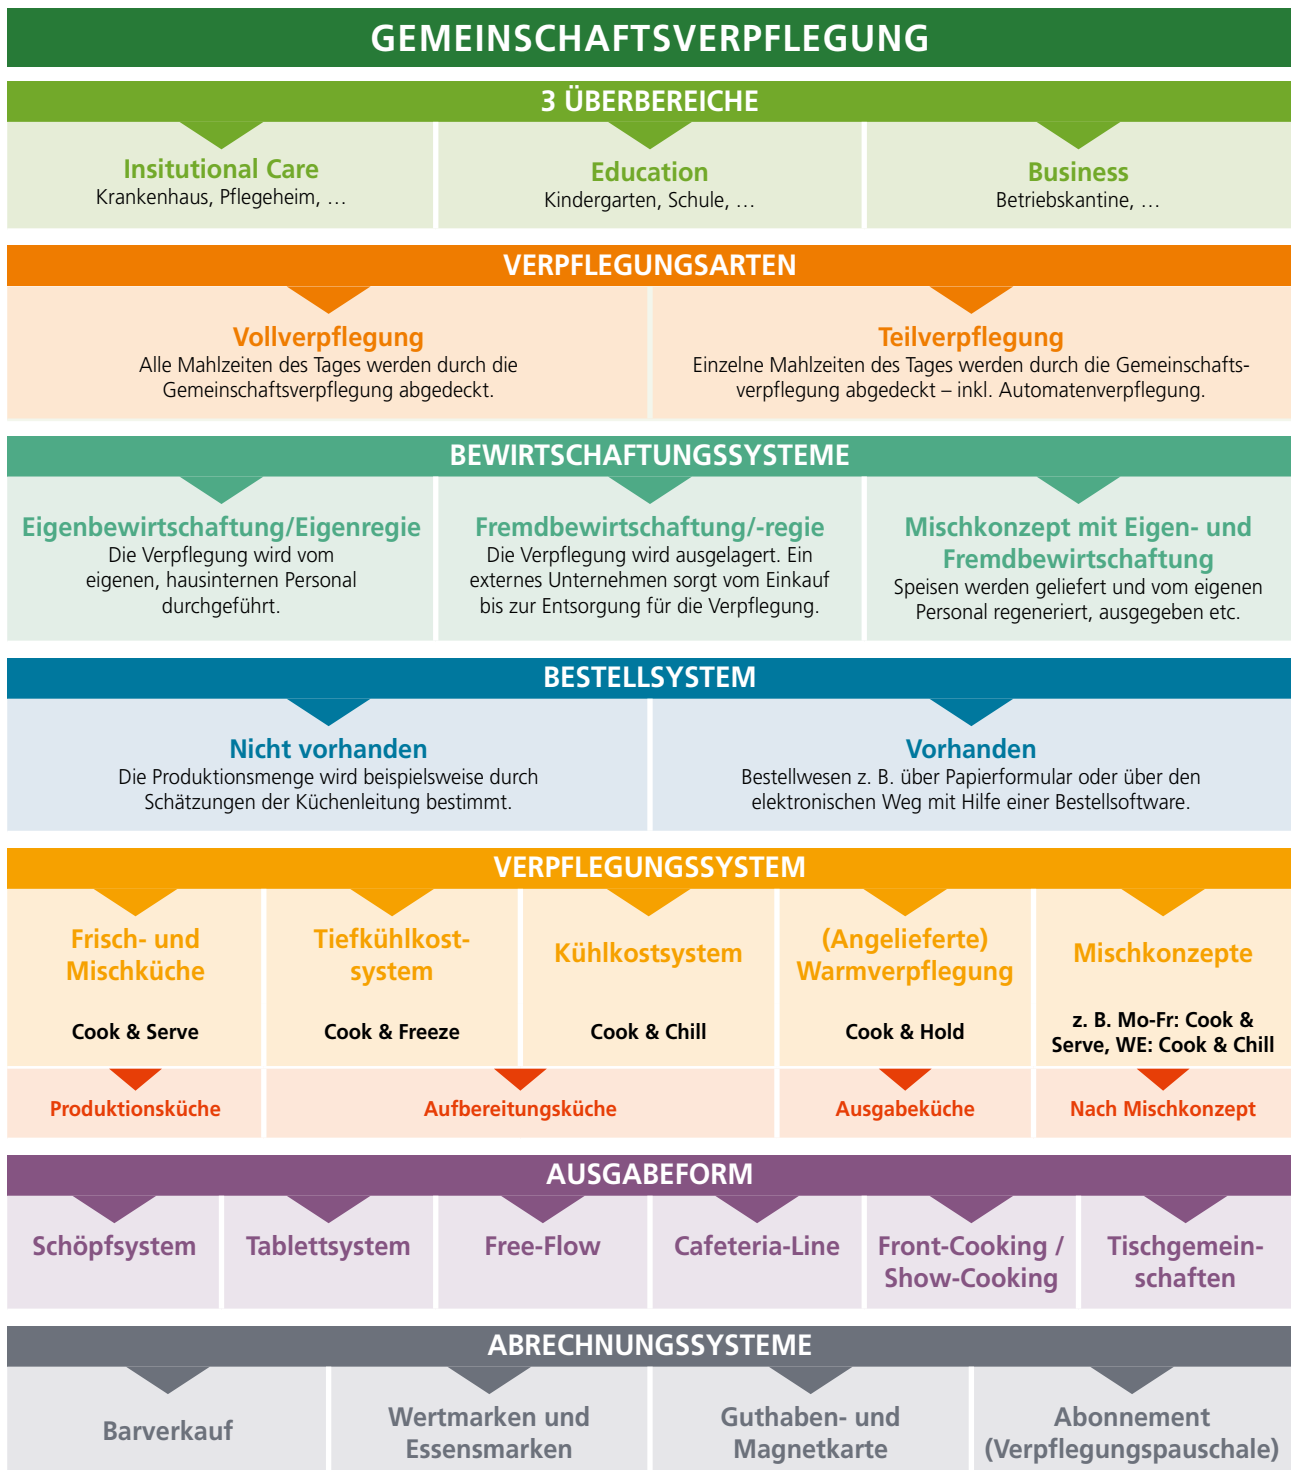 GEMEINSCHAFTSVERPFLEGUNG
3 ÜBERBEREICHE
Insitutional Care
Krankenhaus, Pflegeheim, …
Education
Kindergarten, Schule, …
Business
Betriebskantine, …
VERPFLEGUNGSARTEN
Vollverpflegung
Alle Mahlzeiten des Tages werden durch die
Gemeinschaftsverpflegung abgedeckt.
Teilverpflegung
Einzelne Mahlzeiten des Tages werden durch die Gemeinschafts-
verpflegung abgedeckt – inkl. Automatenverpflegung.
BEWIRTSCHAFTUNGSSYSTEME
Eigenbewirtschaftung/Eigenregie
Die Verpflegung wird vom
eigenen, hausinternen Personal
durchgeführt.
Fremdbewirtschaftung/-regie
Die Verpflegung wird ausgelagert. Ein
externes Unternehmen sorgt vom Einkauf
bis zur Entsorgung für die Verpflegung.
Mischkonzept mit Eigen- und
Fremdbewirtschaftung
Speisen werden geliefert und vom eigenen
Personal regeneriert, ausgegeben etc.
BESTELLSYSTEM
Nicht vorhanden
Die Produktionsmenge wird beispielsweise durch
Schätzungen der Küchenleitung bestimmt.
Vorhanden
Bestellwesen z. B. über Papierformular oder über den
elektronischen Weg mit Hilfe einer Bestellsoftware.
VERPFLEGUNGSSYSTEM
Frisch- und
Mischküche
Cook & Serve
Tiefkühlkost-
system
Cook & Freeze
Kühlkostsystem
Cook & Chill
(Angelieferte)
Warmverpflegung
Cook & Hold
Mischkonzepte
z. B. Mo-Fr: Cook &
Serve, WE: Cook & Chill
Produktionsküche
Aufbereitungsküche
Ausgabeküche
Nach Mischkonzept
AUSGABEFORM
Schöpfsystem
Tablettsystem
Free-Flow
Cafeteria-Line
Front-Cooking /
Show-Cooking
Tischgemein-
schaften
ABRECHNUNGSSYSTEME
Barverkauf
Wertmarken und
Essensmarken
Guthaben- und
Magnetkarte
Abonnement
(Verpflegungspauschale)